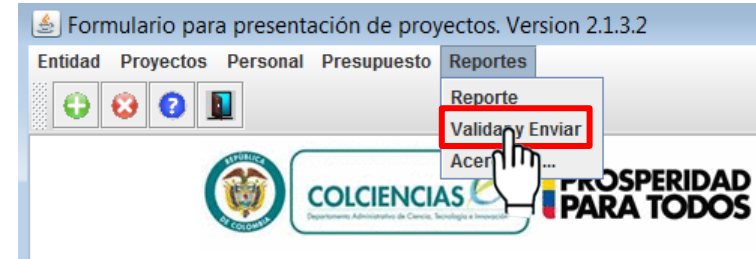 Formulario para presentación de proyectos. Version 2.1.3.2
Entidad Proyectos Personal Presupuesto Reportes
Reporte
Validar y Enviar
REPÚBLICA
DE COLOMBIA
COLCIENCIAS
Departamento Administrativo de Ciencia, Tecnología e Innovación
PROSPERIDAD
PARA TODOS